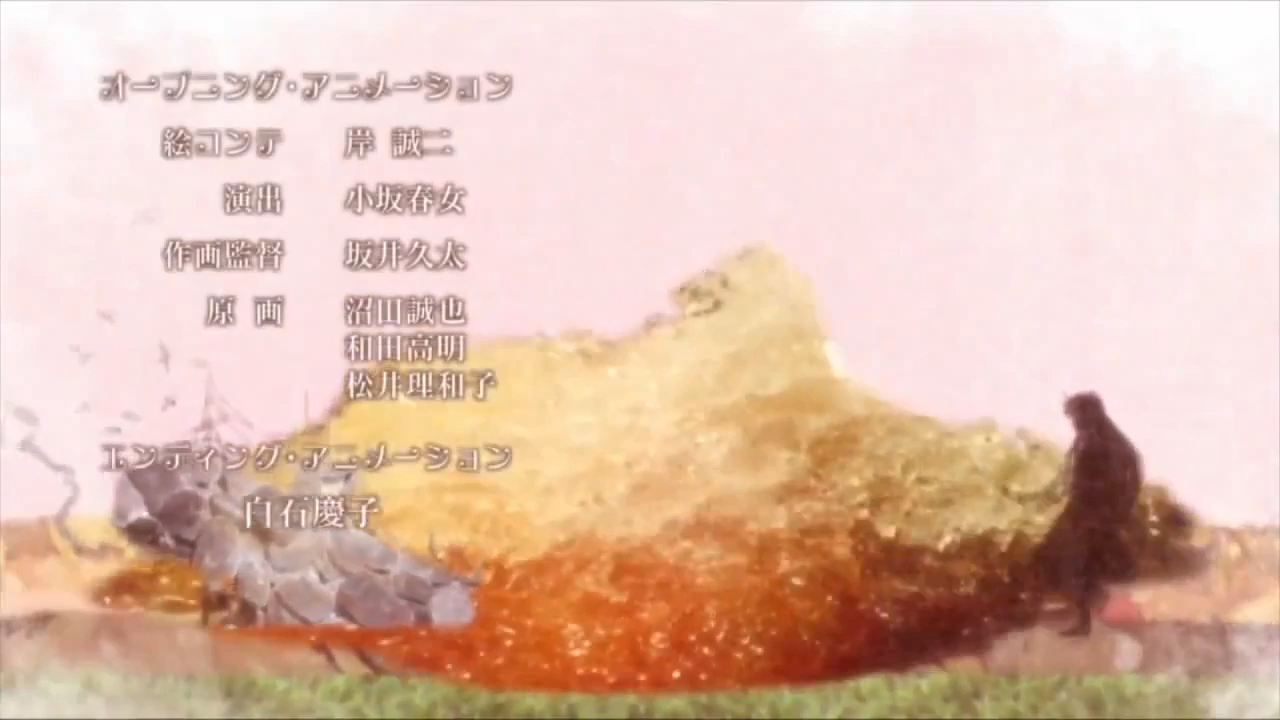 オープニング・アニメーション
絵コンテ 岸 誠二
演出 小坂春女
作画監督 坂井久太
原 画 沼田誠也
和田高明
松井理和子
エンディング・アニメーション
白石慶子